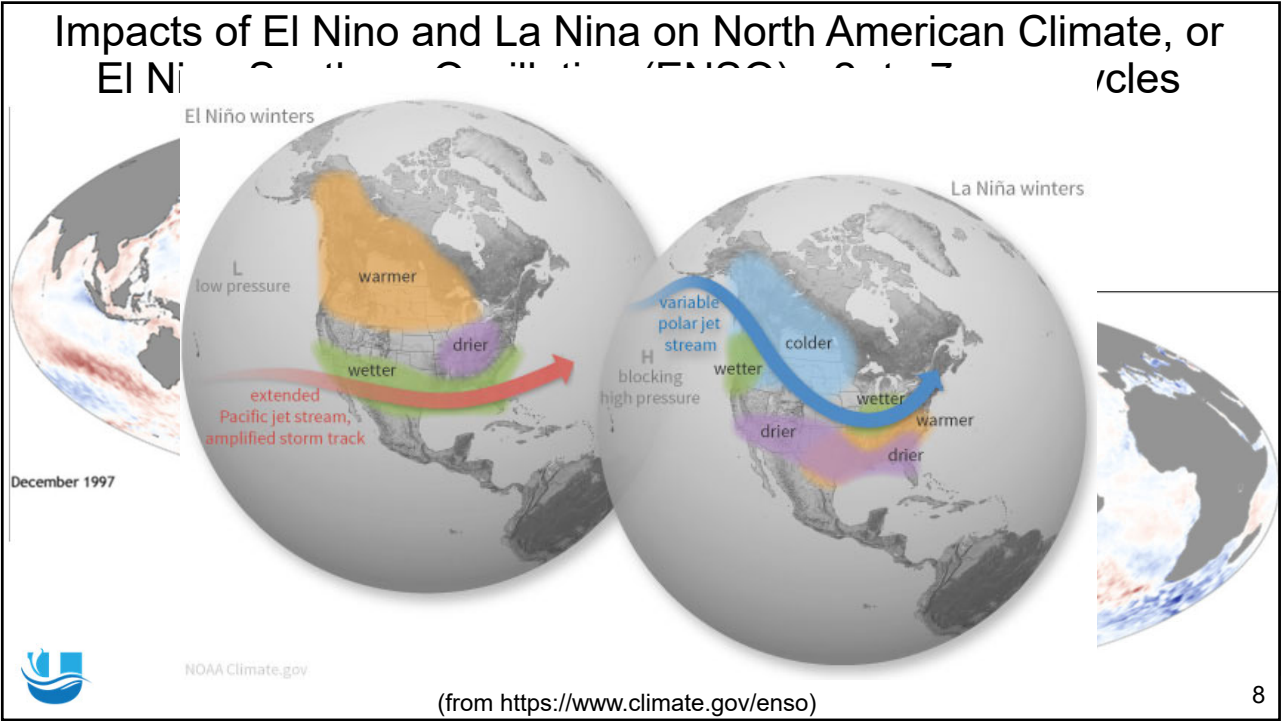 Impacts of El Nino and La Nina on North American Climate, or
El
El Niño winters
La Niña winters
L
low pressure
warmer
drier
wetter
extended
Pacific jet stream,
amplified storm track
variable
polar jet
stream
H
blocking
high pressure
colder
wetter
wetter
warmer
drier
drier
December 1997
NOAA Climate.gov
(from https://www.climate.gov/enso)
8